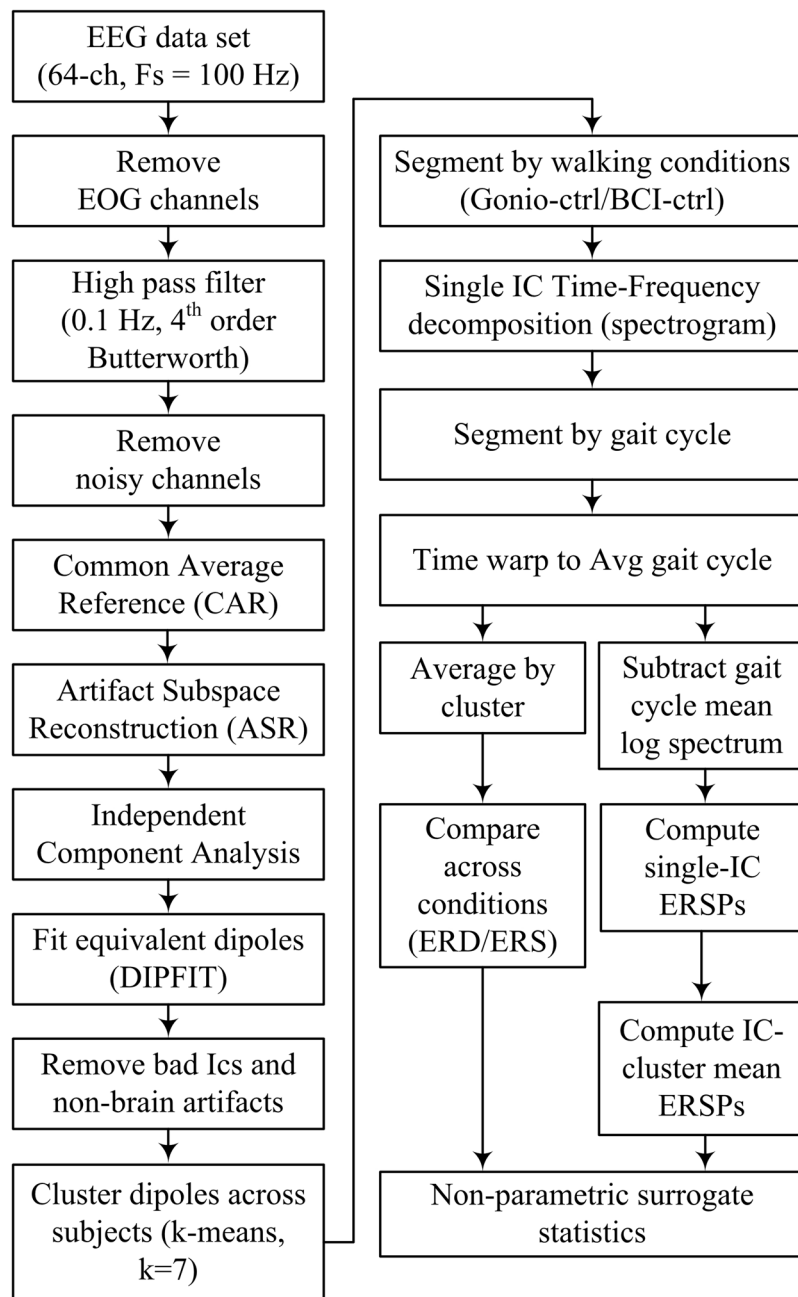 EEG data set
(64-ch, Fs = 100 Hz)
Remove
EOG channels
High pass filter
(0.1 Hz, 4th order
Butterworth)
Remove
noisy channels
Common Average
Reference (CAR)
Artifact Subspace
Reconstruction (ASR)
Independent
Component Analysis
Fit equivalent dipoles
(DIPFIT)
Remove bad Ics and
non-brain artifacts
Cluster dipoles across
subjects (k-means,
k=7)
Segment by walking conditions
(Gonio-ctrl/BCI-ctrl)
Single IC Time-Frequency
decomposition (spectrogram)
Segment by gait cycle
Time warp to Avg gait cycle
Average by
cluster
Compare
across
conditions
(ERD/ERS)
Subtract gait
cycle mean
log spectrum
Compute
single-IC
ERSPs
Compute IC-
cluster mean
ERSPs
Non-parametric surrogate
statistics